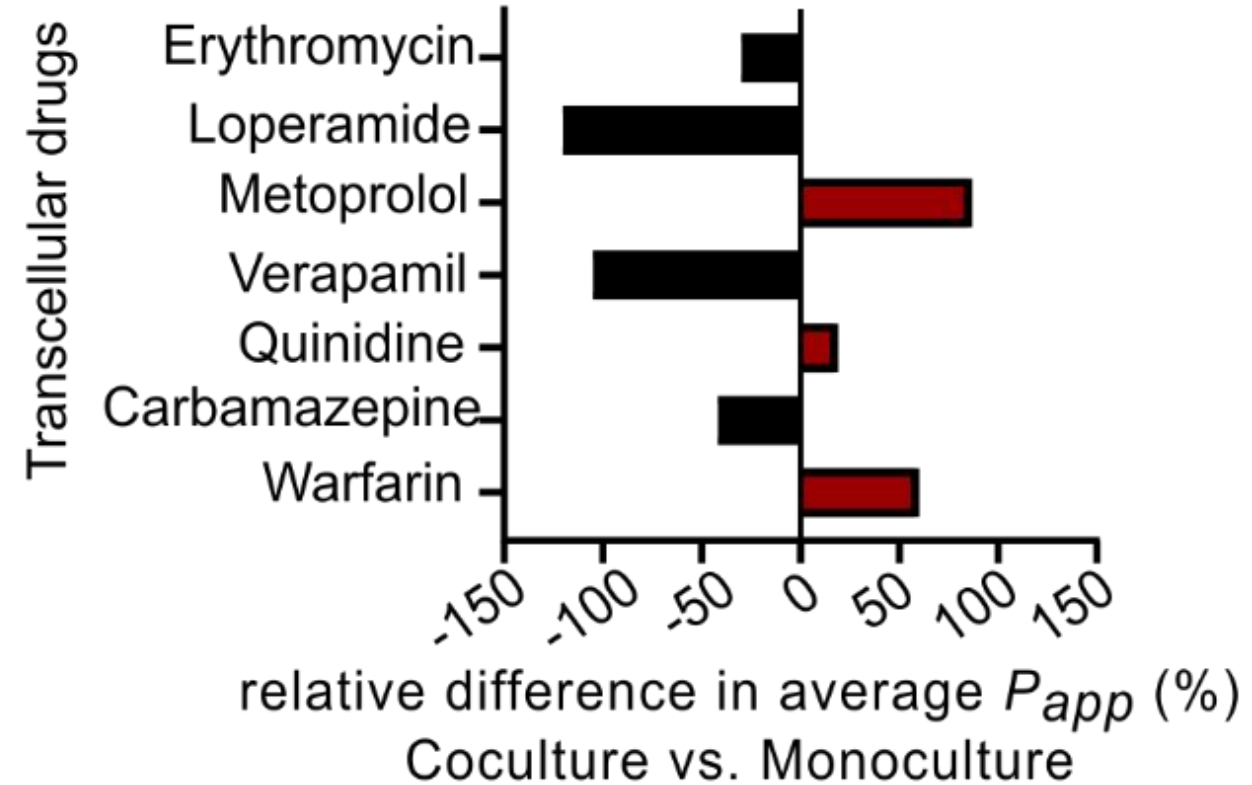 Transcellular drugs
Erythromycin
Loperamide
Metoprolol
Verapamil
Quinidine
Carbamazepine
Warfarin
-150 -100 -50 0 50 100 150
relative difference in average Papp (%)
Coculture vs. Monoculture